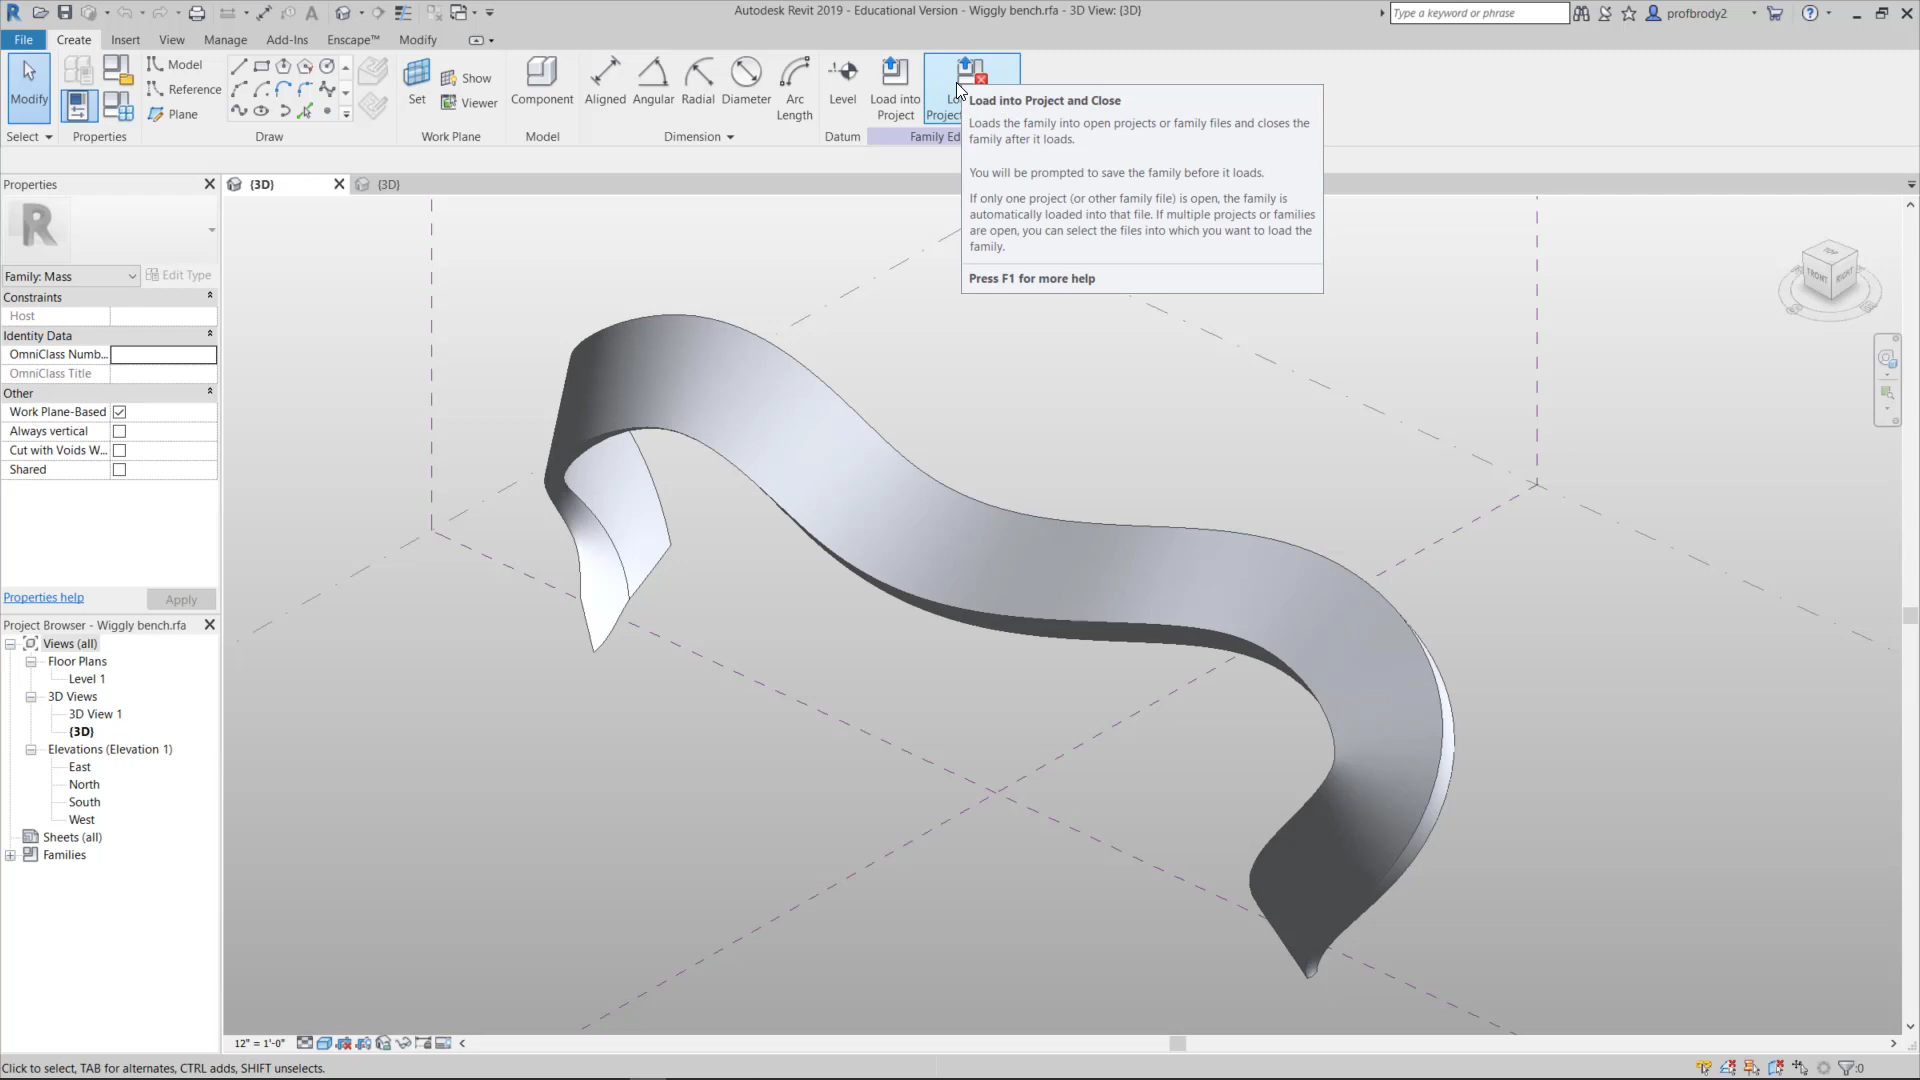 Autodesk Revit 2019 - Educational Version - Wiggly bench.rfa - 3D View: {3D}
Type a keyword or phrase
profbrody2
File
Create
Insert
View
Manage
Add-Ins
Enscape™
Modify
Modify
Model
Reference
Plane
Set
Show
Viewer
Component
Aligned
Angular
Radial
Diameter
Arc
Length
Level
Load into
Project
Project
Select
Properties
Draw
Work Plane
Model
Dimension
Datum
Load into Project and Close
Loads the family into open projects or family files and closes the
family after it loads.
You will be prompted to save the family before it loads.
If only one project (or other family file) is open, the family is
automatically loaded into that file. If multiple projects or families
are open, you can select the files into which you want to load the
family.
Press F1 for more help
Properties
{3D}
{3D}
Family: Mass
Edit Type
Constraints
Host
Identity Data
OmniClass Numb...
OmniClass Title
Other
Work Plane-Based
Always vertical
Cut with Voids W...
Shared
Properties help
Apply
Project Browser - Wiggly bench.rfa
Views (all)
Floor Plans
Level 1
3D Views
3D View 1
{3D}
Elevations (Elevation 1)
East
North
South
West
Sheets (all)
Families
TOP
FRONT
RIGHT
12" = 1'-0"
Click to select, TAB for alternates, CTRL adds, SHIFT unselects.
:0